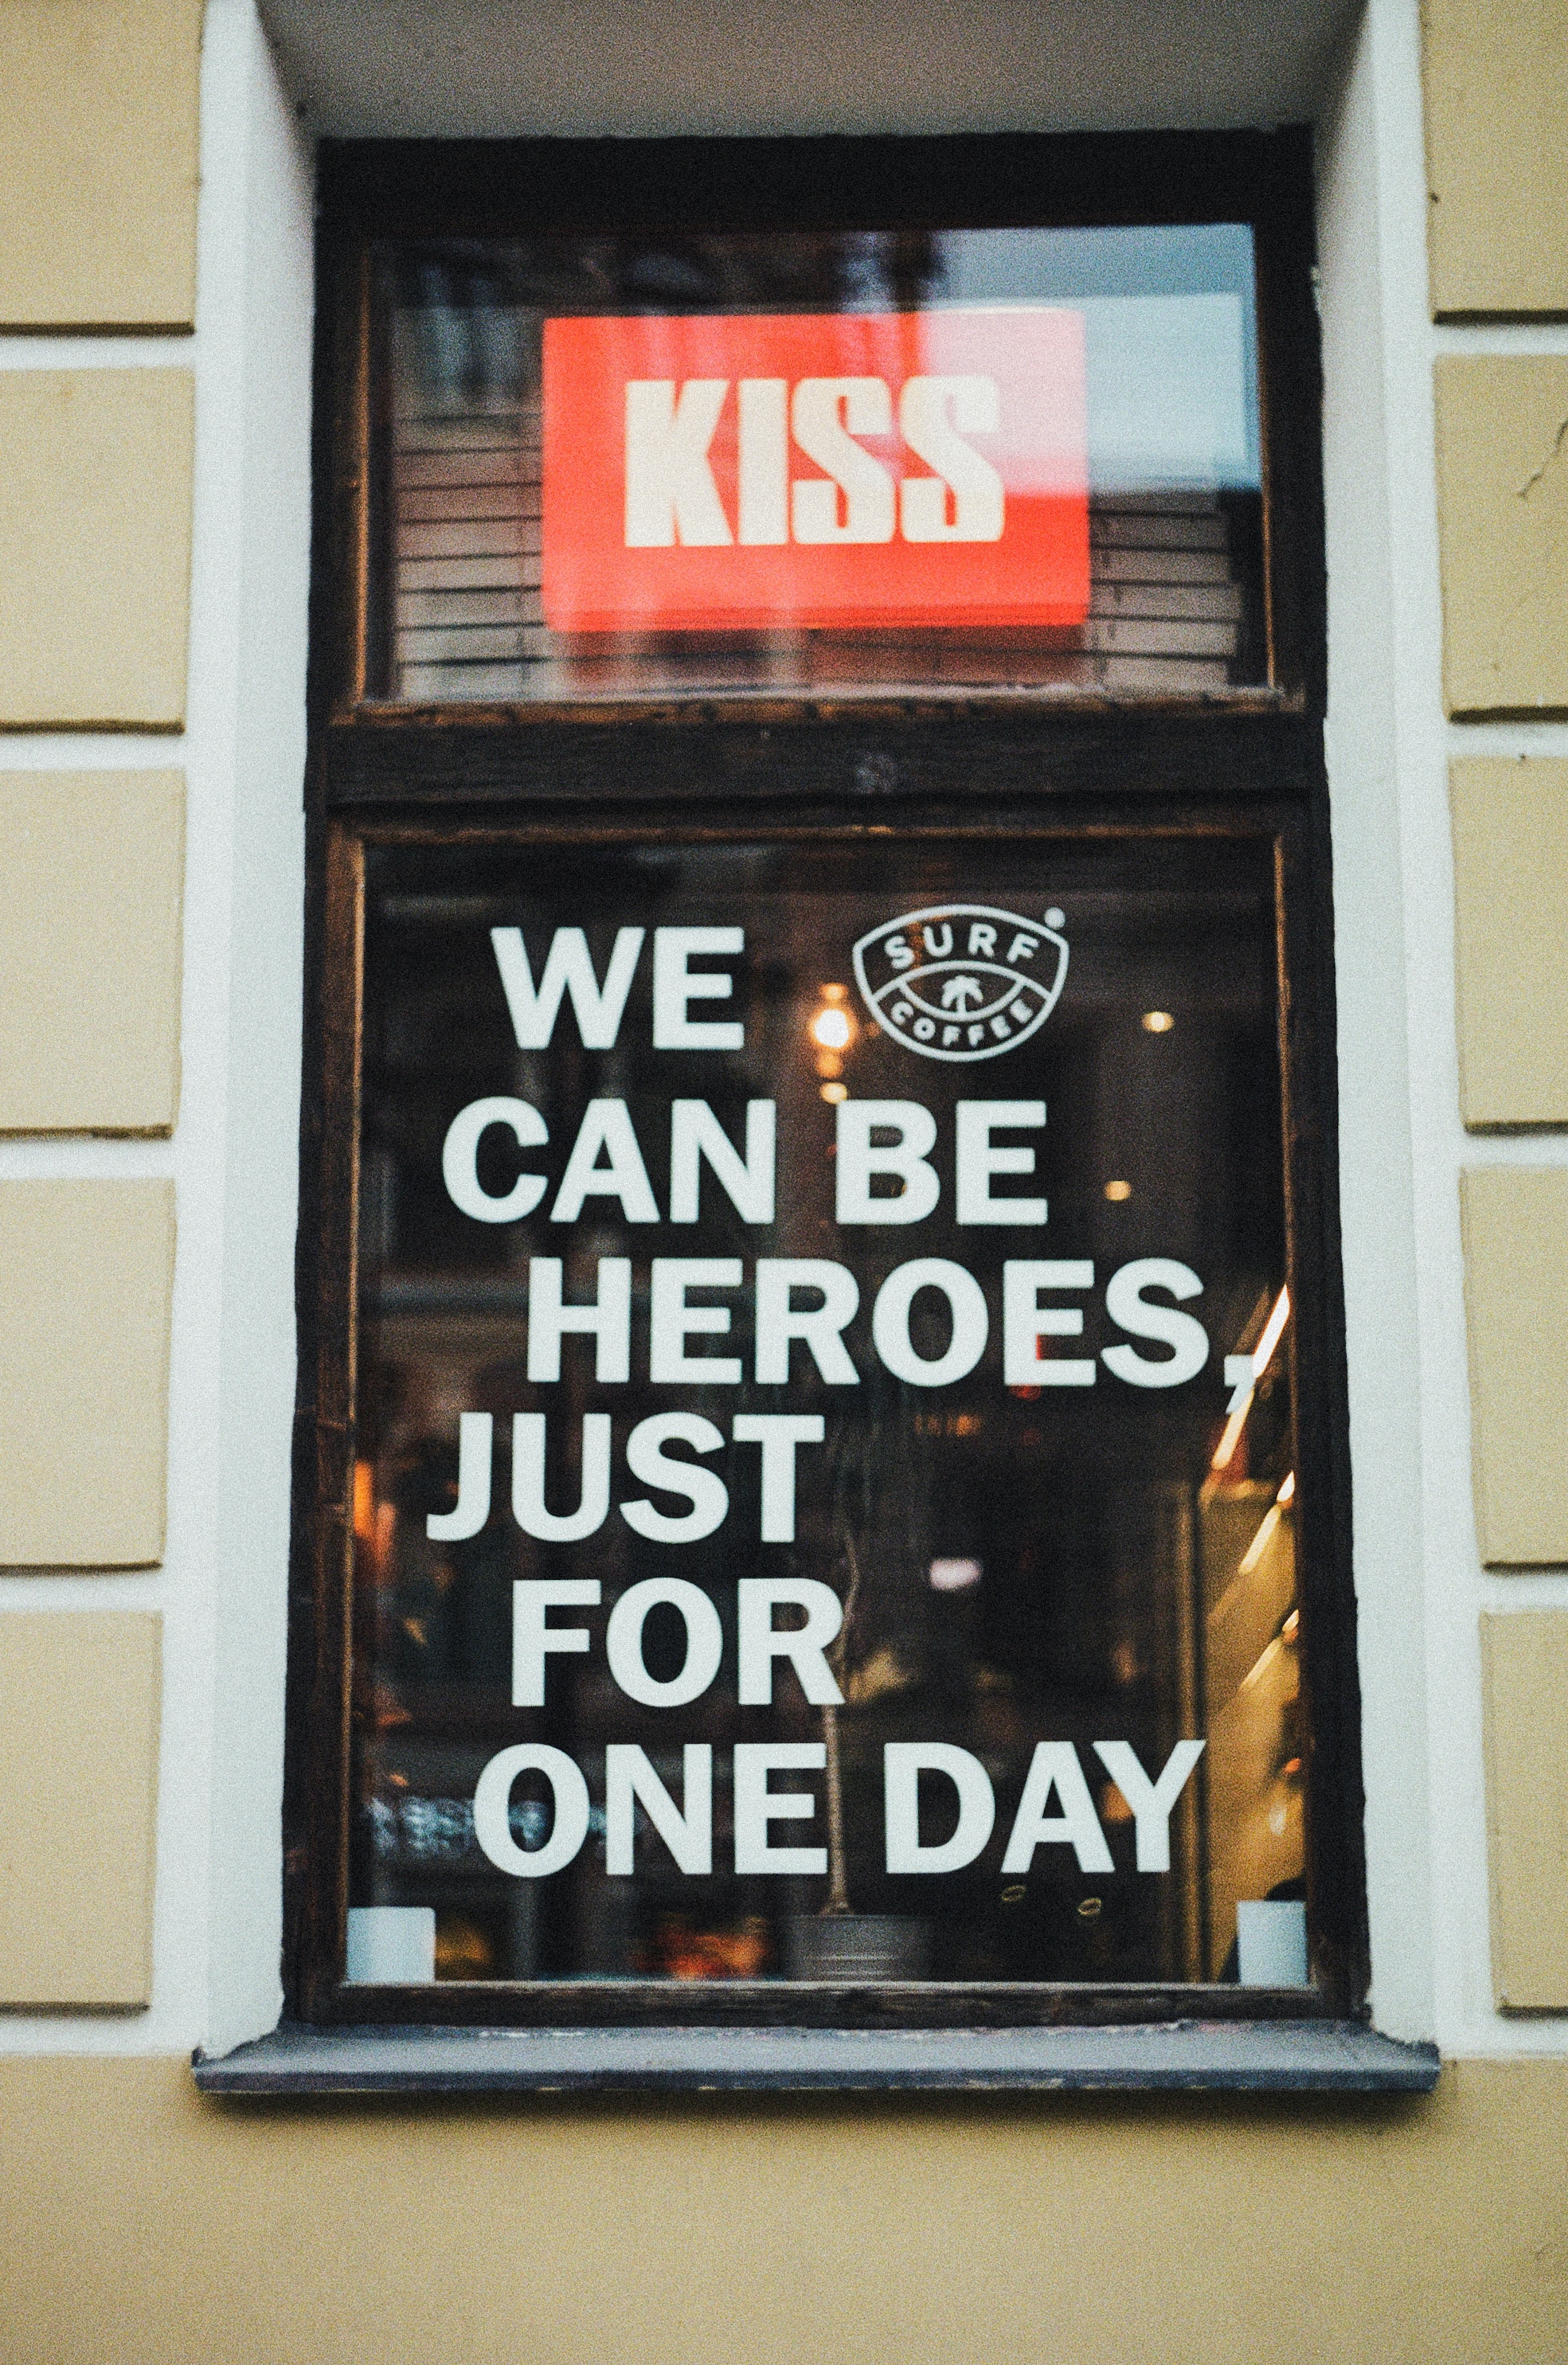 KISS
WE
SURF
COFFEE
CAN BE
HEROES,
JUST
FOR
ONE DAY